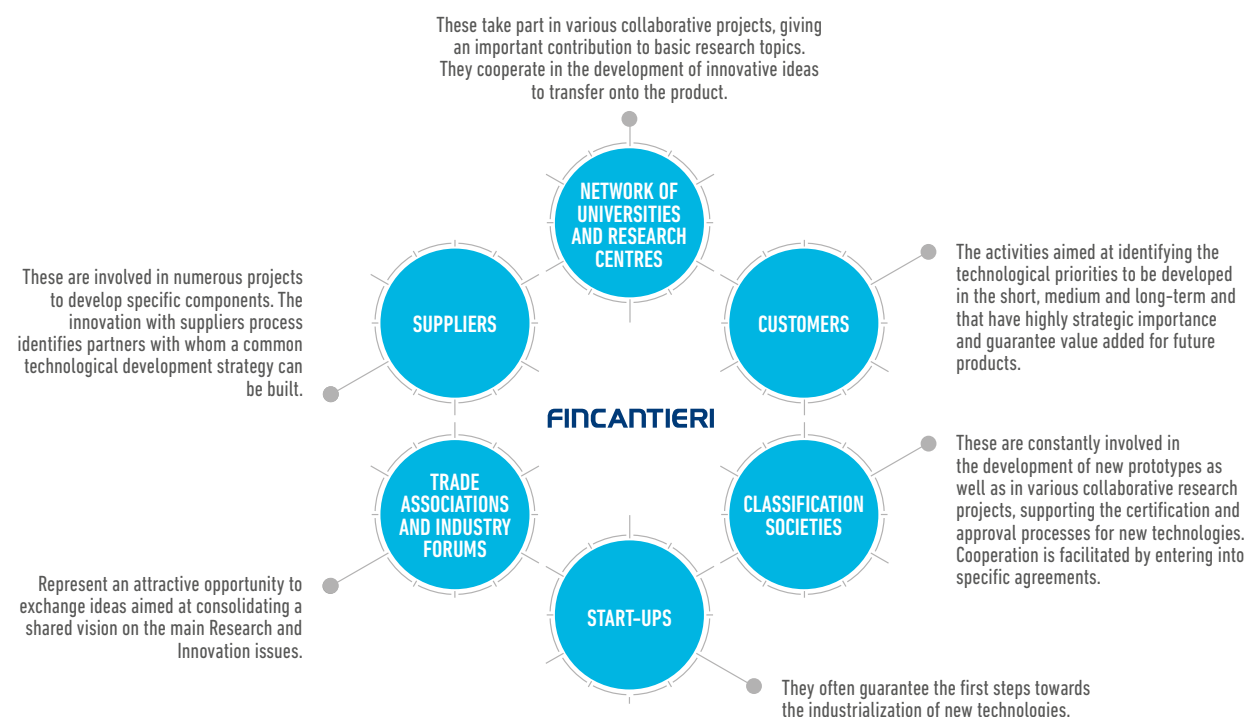 These take part in various collaborative projects, giving
an important contribution to basic research topics.
They cooperate in the development of innovative ideas
to transfer onto the product.
NETWORK OF
UNIVERSITIES
AND RESEARCH
CENTRES
These are involved in numerous projects
to develop specific components. The
innovation with suppliers process
identifies partners with whom a common
technological development strategy can
be built.
SUPPLIERS
CUSTOMERS
The activities aimed at identifying the
technological priorities to be developed
in the short, medium and long-term and
that have highly strategic importance
and guarantee value added for future
products.
FINCANTIERI
TRADE
ASSOCIATIONS
AND INDUSTRY
FORUMS
CLASSIFICATION
SOCIETIES
These are constantly involved in
the development of new prototypes as
well as in various collaborative research
projects, supporting the certification and
approval processes for new technologies.
Cooperation is facilitated by entering into
specific agreements.
Represent an attractive opportunity to
exchange ideas aimed at consolidating a
shared vision on the main Research and
Innovation issues.
START-UPS
They often guarantee the first steps towards
the industrialization of new technologies.